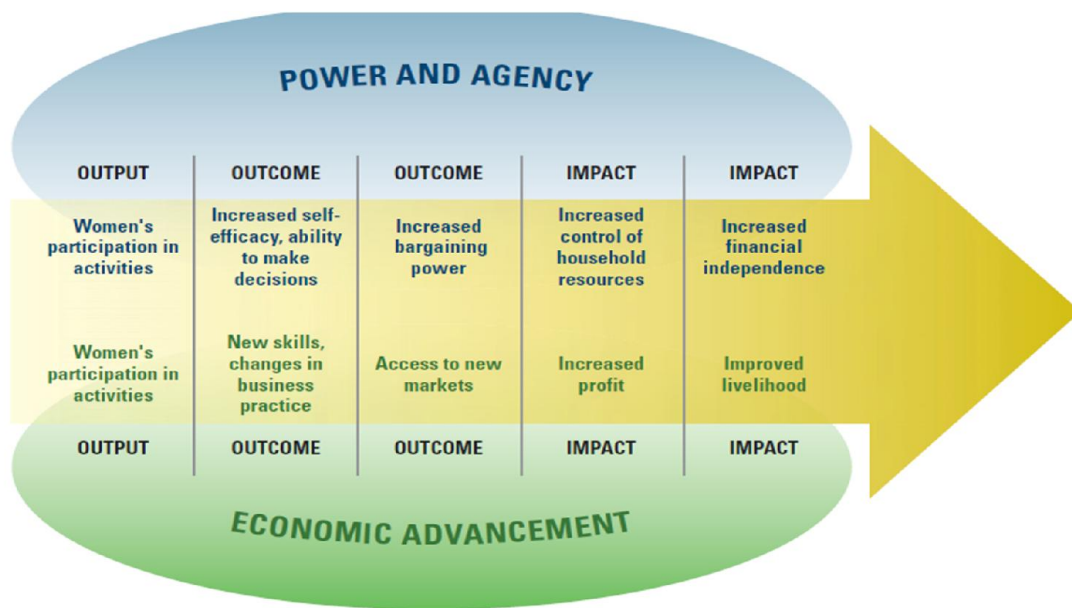 POWER AND AGENCY
OUTPUT
OUTCOME
OUTCOME
IMPACT
IMPACT
Women's
participation in
activities
Increased self-
efficacy, ability
to make
decisions
Increased
bargaining
power
Increased
control of
household
resources
Increased
financial
independence
Women's
participation in
activities
New skills,
changes in
business
practice
Access to new
markets
Increased
profit
Improved
livelihood
OUTPUT
OUTCOME
OUTCOME
IMPACT
IMPACT
ECONOMIC ADVANCEMENT